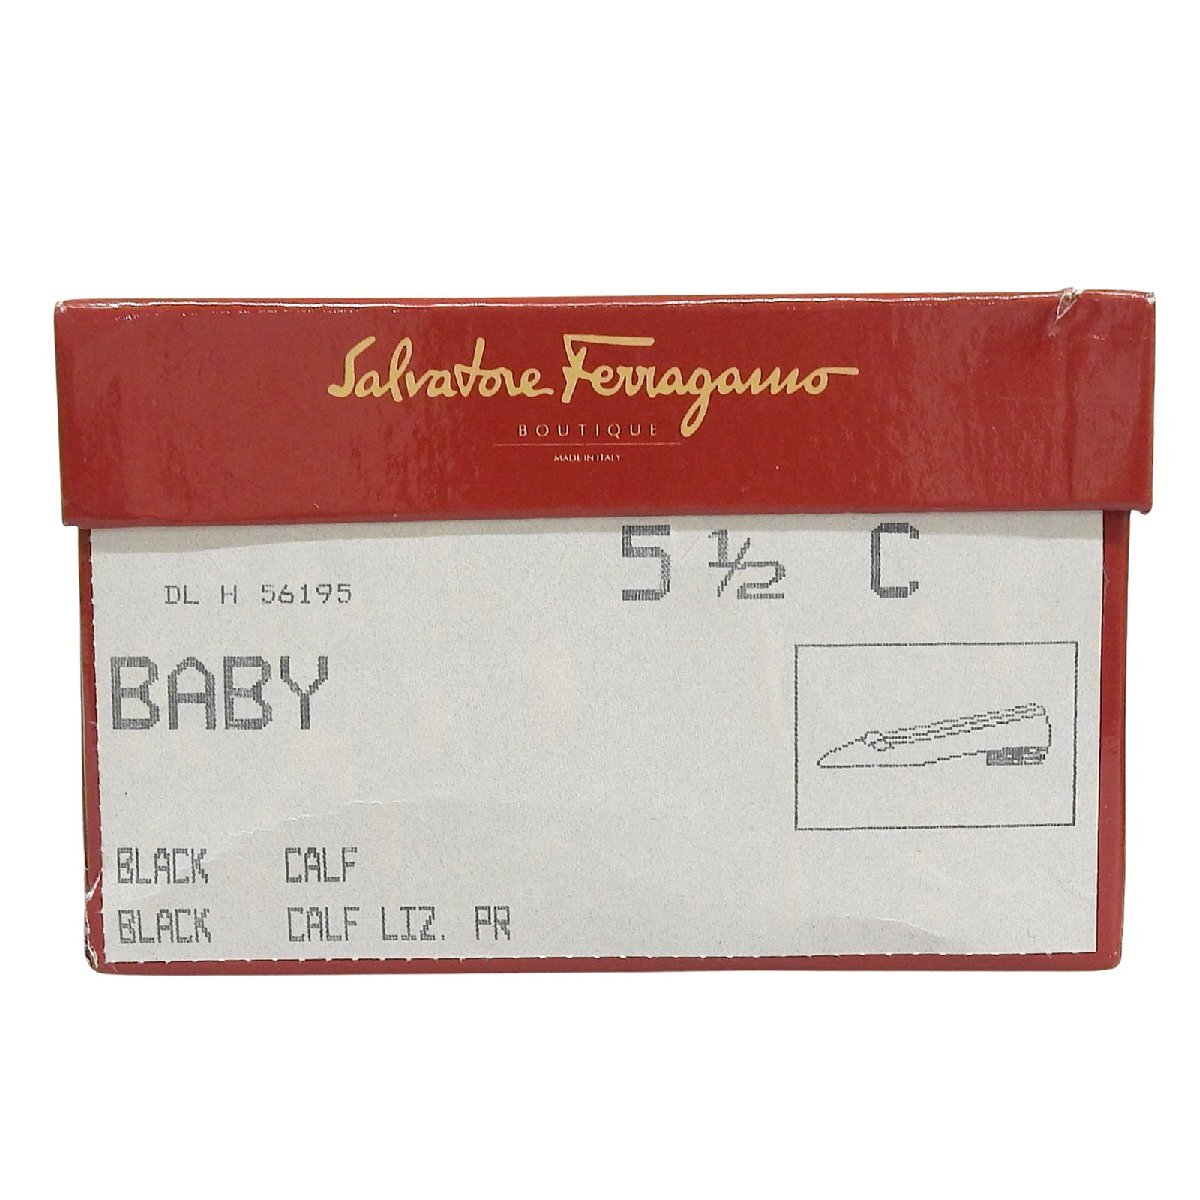 Salvatore Ferragamo
BOUTIQUE
MADE IN ITALY
5 ½ C
DL H 56195
BABY
BLACK CALF
BLACK CALF LIZ. PR